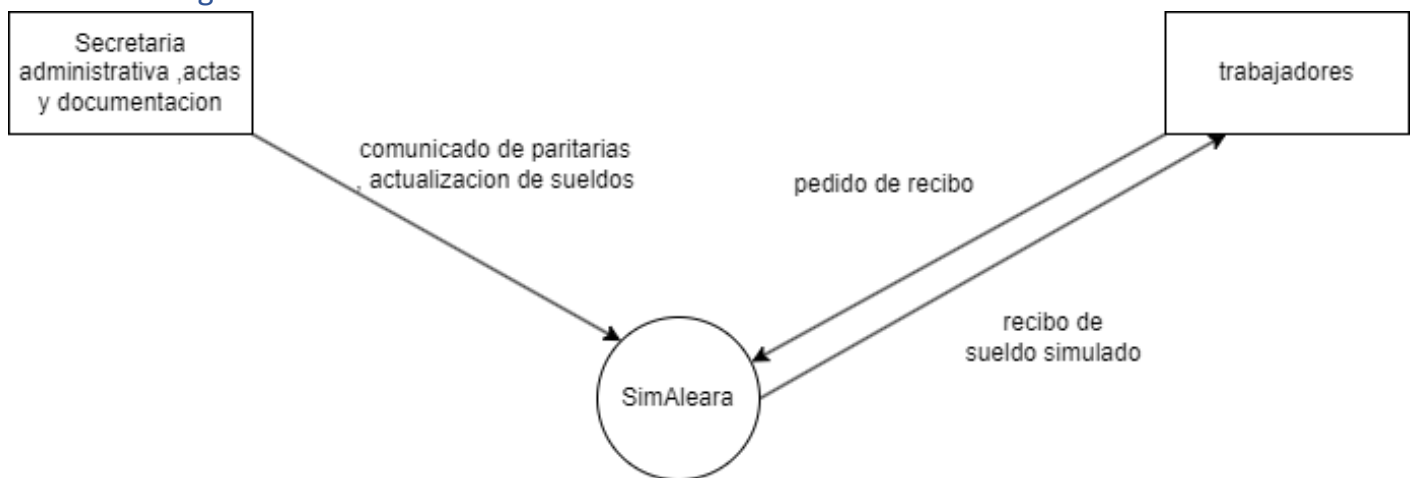 Secretaria
administrativa ,actas
y documentacion
trabajadores
comunicado de paritarias
, actualizacion de sueldos
pedido de recibo
recibo de
sueldo simulado
SimAleara